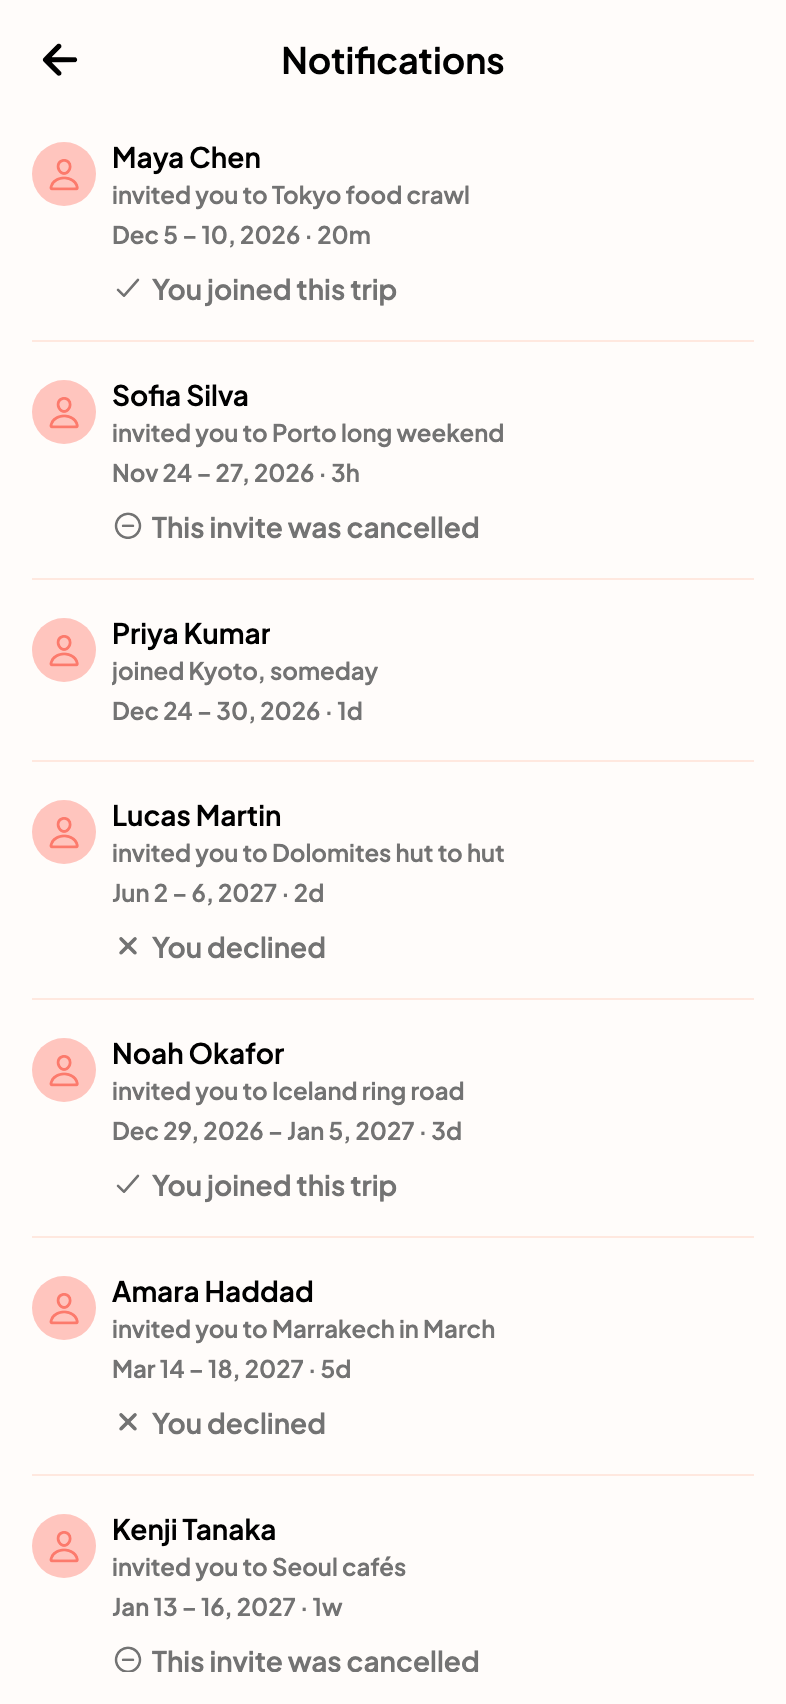 Notifications
Maya Chen
invited you to Tokyo food crawl
Dec 5 – 10, 2026 · 20m
You joined this trip
Sofia Silva
invited you to Porto long weekend
Nov 24 – 27, 2026 · 3h
This invite was cancelled
Priya Kumar
joined Kyoto, someday
Dec 24 – 30, 2026 · 1d
Lucas Martin
invited you to Dolomites hut to hut
Jun 2 – 6, 2027 · 2d
You declined
Noah Okafor
invited you to Iceland ring road
Dec 29, 2026 – Jan 5, 2027 · 3d
You joined this trip
Amara Haddad
invited you to Marrakech in March
Mar 14 – 18, 2027 · 5d
You declined
Kenji Tanaka
invited you to Seoul cafés
Jan 13 – 16, 2027 · 1w
This invite was cancelled